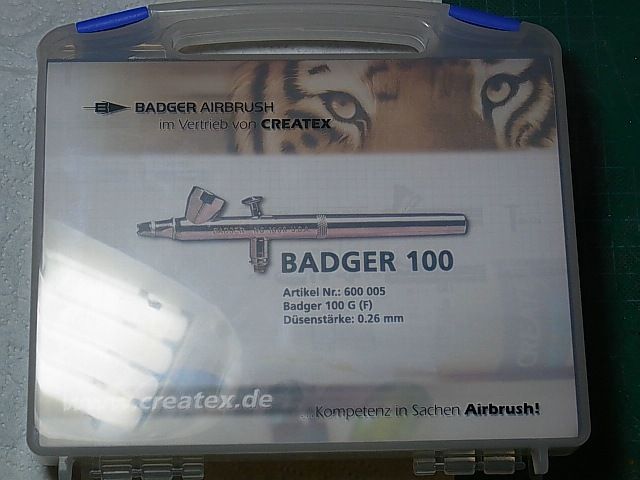 BADGER AIRBRUSH
im Vertrieb von CREATEX
BADGER 100
Artikel Nr.: 600 005
Badger 100 G (F)
Düsenstärke: 0.26 mm
www.createx.de
...Kompetenz in Sachen Airbrush!